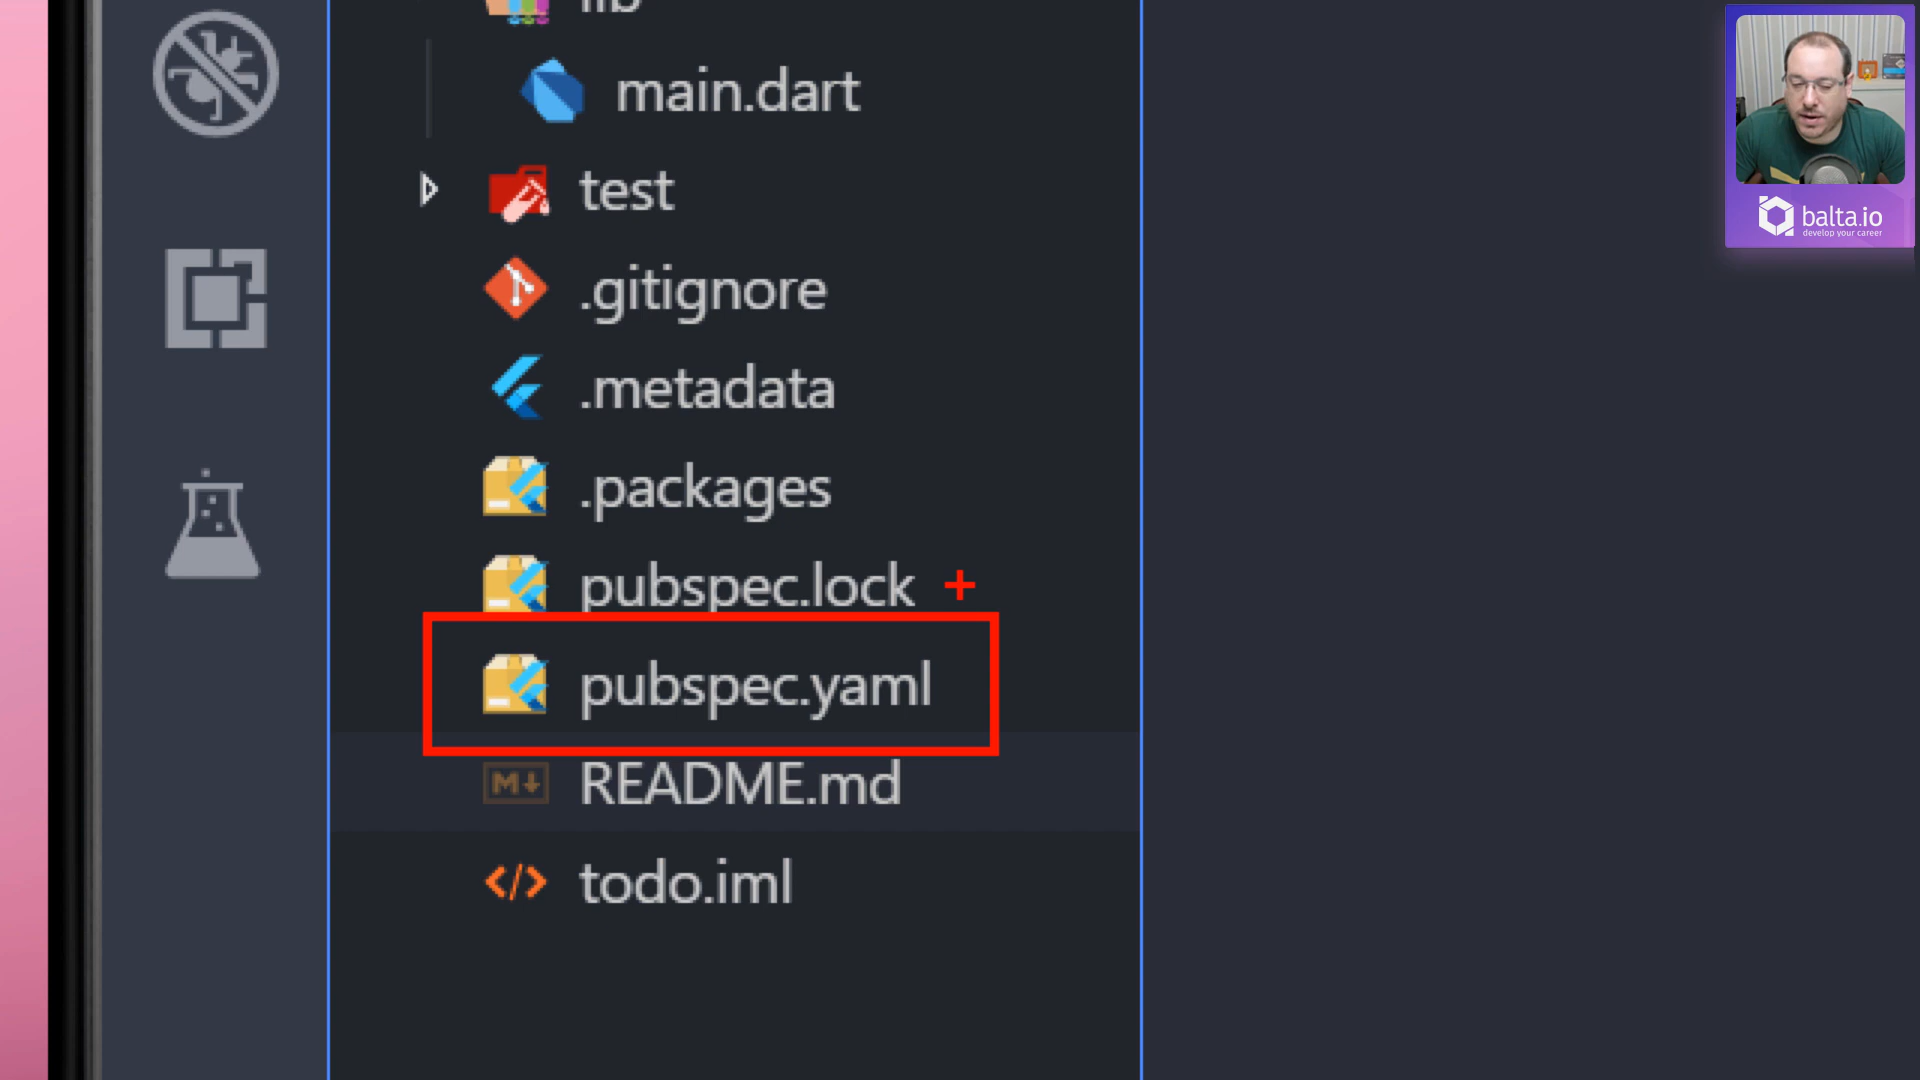 lib
main.dart
test
.gitignore
.metadata
.packages
pubspec.lock
pubspec.yaml
M
README.md
</>
todo.iml
balta.io
develop your career